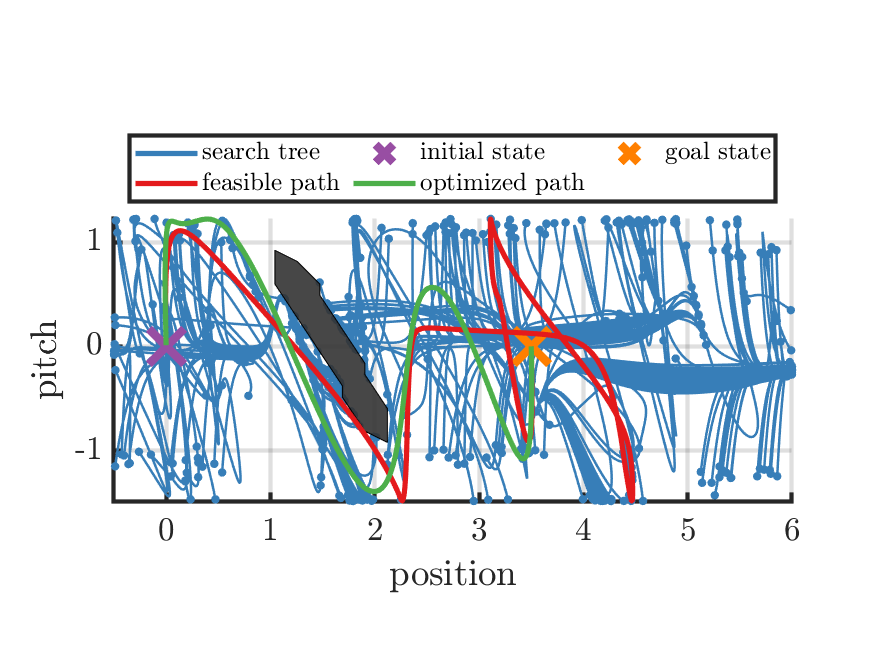 search tree initial state goal state
feasible path optimized path
1
0
-1
pitch
0 1 2 3 4 5 6
position